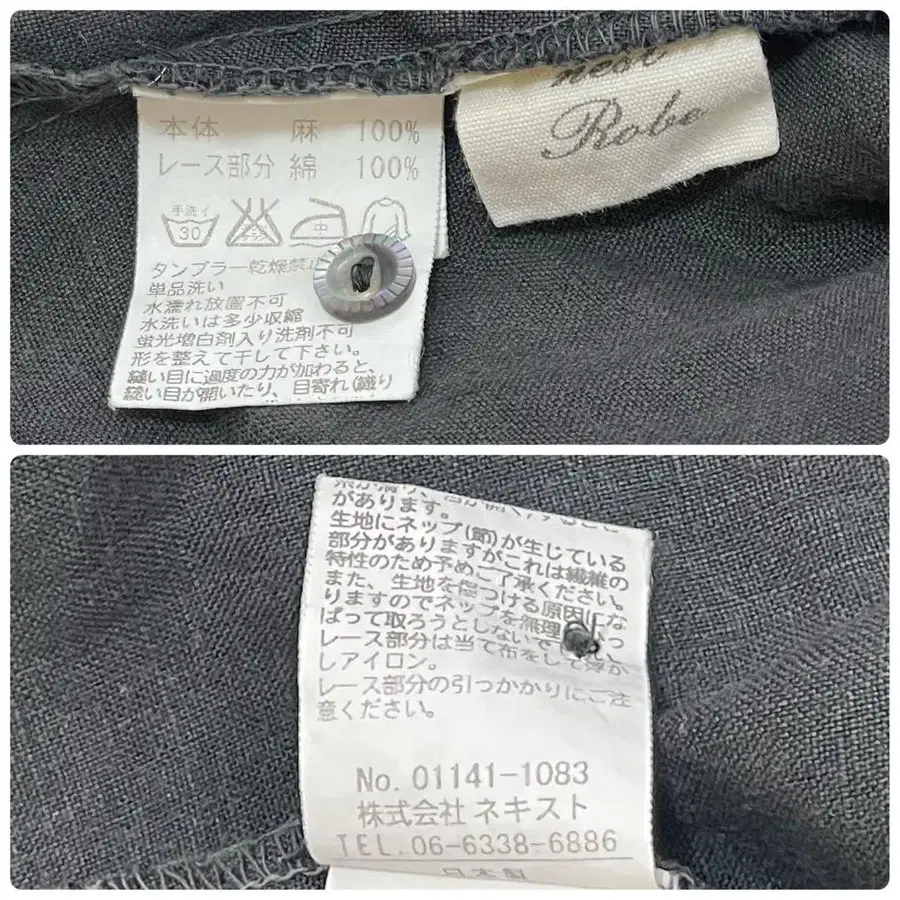 本体 麻 100%
レース部分 綿 100%
nest
Robe
手洗イ
30
中
タンブラー乾燥禁止
単品洗い
水濡れ放置不可
水洗いは多少収縮
蛍光増白剤入り洗剤不可
形を整えて干して下さい。
縫い目に過度の力が加わると、
縫い目が開いたり、目寄れ(織り
があります。
生地にネップ(節)が生じている
部分がありますがこれは繊維の
特性のため予めご了承ください。
また、生地を傷つける原因にな
りますのでネップを無理
ぱって取ろうとしないで
レース部分は当て布をして浮か
しアイロン。
レース部分の引っかかりにご注
意ください。
No. 01141-1083
株式会社 ネキスト
TEL.06-6338-6886
日本製